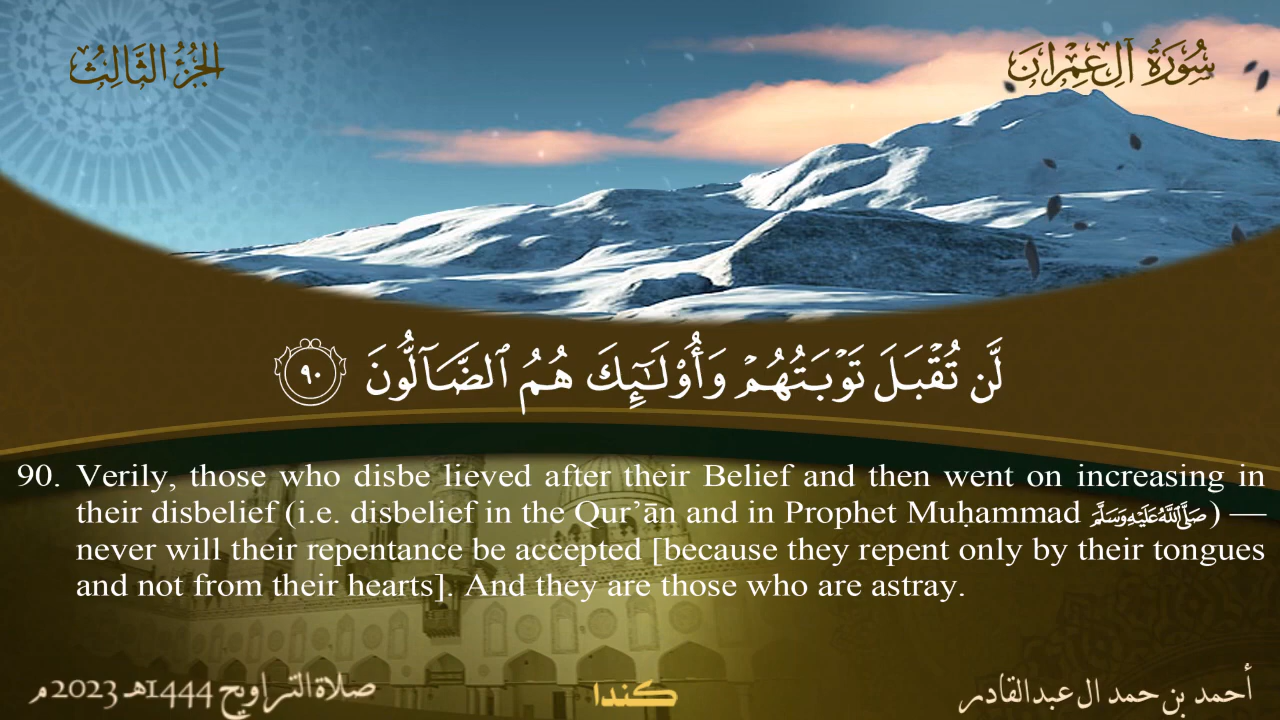 الجُزْءُ الثَّالِثُ
سُورَةُ آلِ عِمْرَانَ
لَّن تُقْبَلَ تَوْبَتُهُمْ وَأُو۟لَـٰٓئِكَ هُمُ ٱلضَّآلُّونَ ٩٠
90. Verily, those who disbe lieved after their Belief and then went on increasing in
their disbelief (i.e. disbelief in the Qur’ān and in Prophet Muḥammad ﷺ) —
never will their repentance be accepted [because they repent only by their tongues
and not from their hearts]. And they are those who are astray.
صلاة التراويح 1444هـ 2023م
كندا
أحمد بن حمد ال عبدالقادر